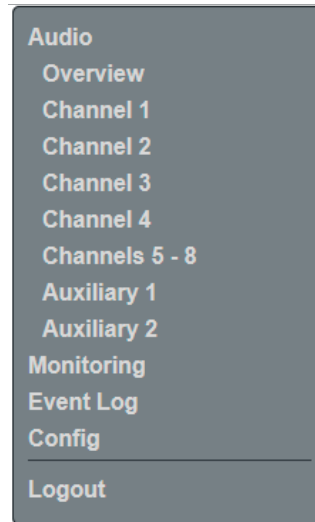 Audio
Overview
Channel 1
Channel 2
Channel 3
Channel 4
Channels 5 - 8
Auxiliary 1
Auxiliary 2
Monitoring
Event Log
Config
Logout